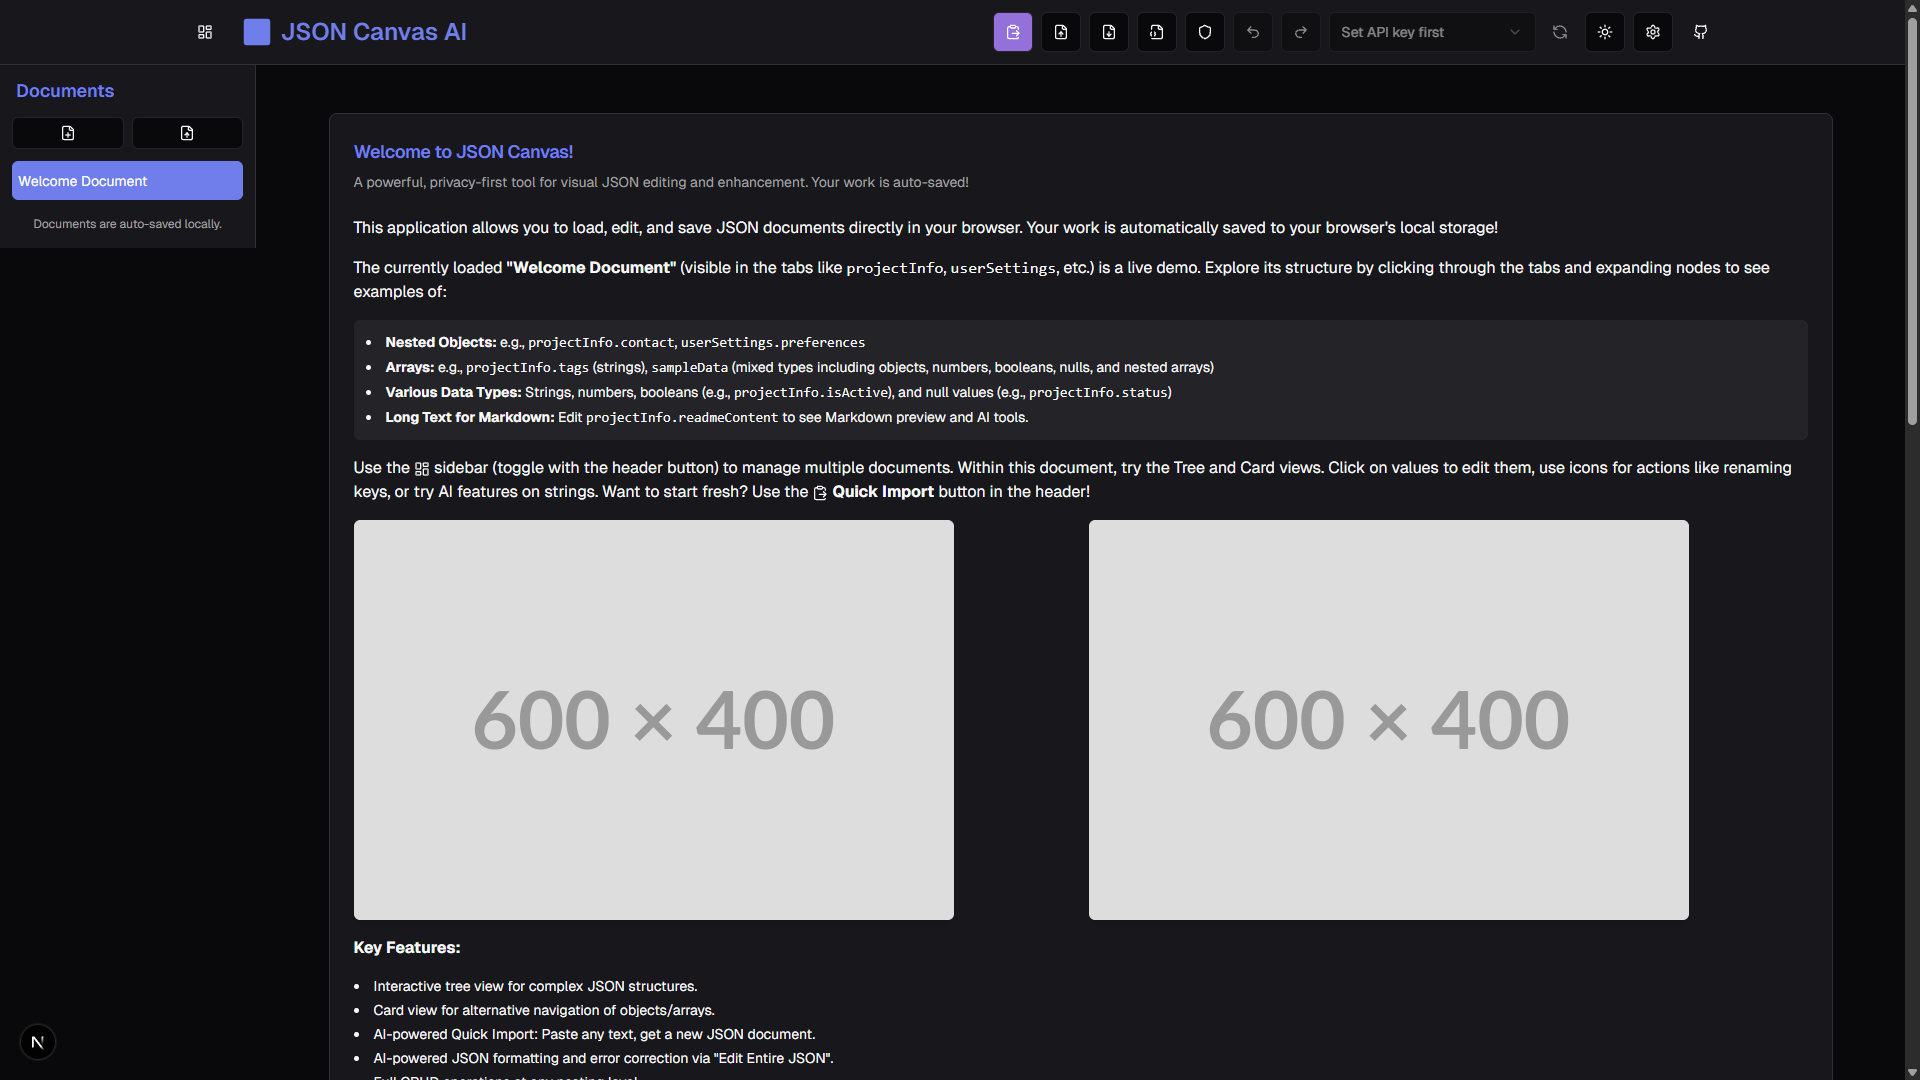 JSON Canvas AI
Set API key first
Documents
Welcome Document
Documents are auto-saved locally.
Welcome to JSON Canvas!
A powerful, privacy-first tool for visual JSON editing and enhancement. Your work is auto-saved!
This application allows you to load, edit, and save JSON documents directly in your browser. Your work is automatically saved to your browser's local storage!
The currently loaded "Welcome Document" (visible in the tabs like projectInfo, userSettings, etc.) is a live demo. Explore its structure by clicking through the tabs and expanding nodes to see
examples of:
• Nested Objects: e.g., projectInfo.contact, userSettings.preferences
• Arrays: e.g., projectInfo.tags (strings), sampleData (mixed types including objects, numbers, booleans, nulls, and nested arrays)
• Various Data Types: Strings, numbers, booleans (e.g., projectInfo.isActive), and null values (e.g., projectInfo.status)
• Long Text for Markdown: Edit projectInfo.readmeContent to see Markdown preview and AI tools.
Use the sidebar (toggle with the header button) to manage multiple documents. Within this document, try the Tree and Card views. Click on values to edit them, use icons for actions like renaming
keys, or try AI features on strings. Want to start fresh? Use the Quick Import button in the header!
600 × 400
600 × 400
Key Features:
• Interactive tree view for complex JSON structures.
• Card view for alternative navigation of objects/arrays.
• AI-powered Quick Import: Paste any text, get a new JSON document.
• AI-powered JSON formatting and error correction via "Edit Entire JSON".
N